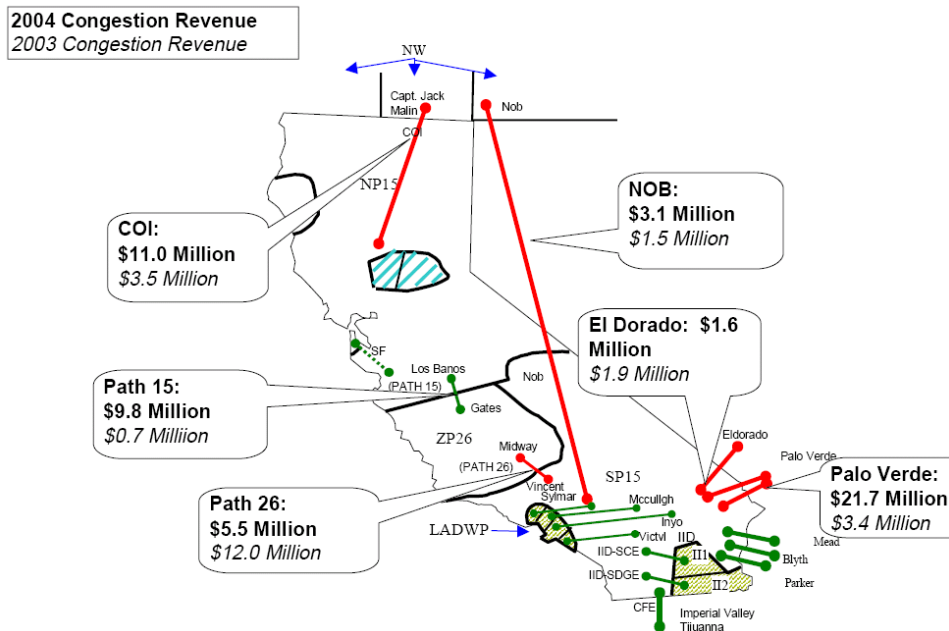 2004 Congestion Revenue
2003 Congestion Revenue
NW
Capt. Jack
Malin
Nob
COI
NP15
COI:
$11.0 Million
$3.5 Million
NOB:
$3.1 Million
$1.5 Million
El Dorado: $1.6
Million
$1.9 Million
SF
Los Banos
(PATH 15)
Nob
Path 15:
$9.8 Million
$0.7 Milliion
Gates
ZP26
Midway
(PATH 26)
Eldorado
Palo Verde
SP15
Palo Verde:
$21.7 Million
$3.4 Million
Path 26:
$5.5 Million
$12.0 Million
Vincent
Sylmar
Mccullgh
Inyo
LADWP
Victvl
IID
Mead
IID-SCE
II1
Blyth
IID-SDGE
II2
Parker
CFE
Imperial Valley
Tijuanna